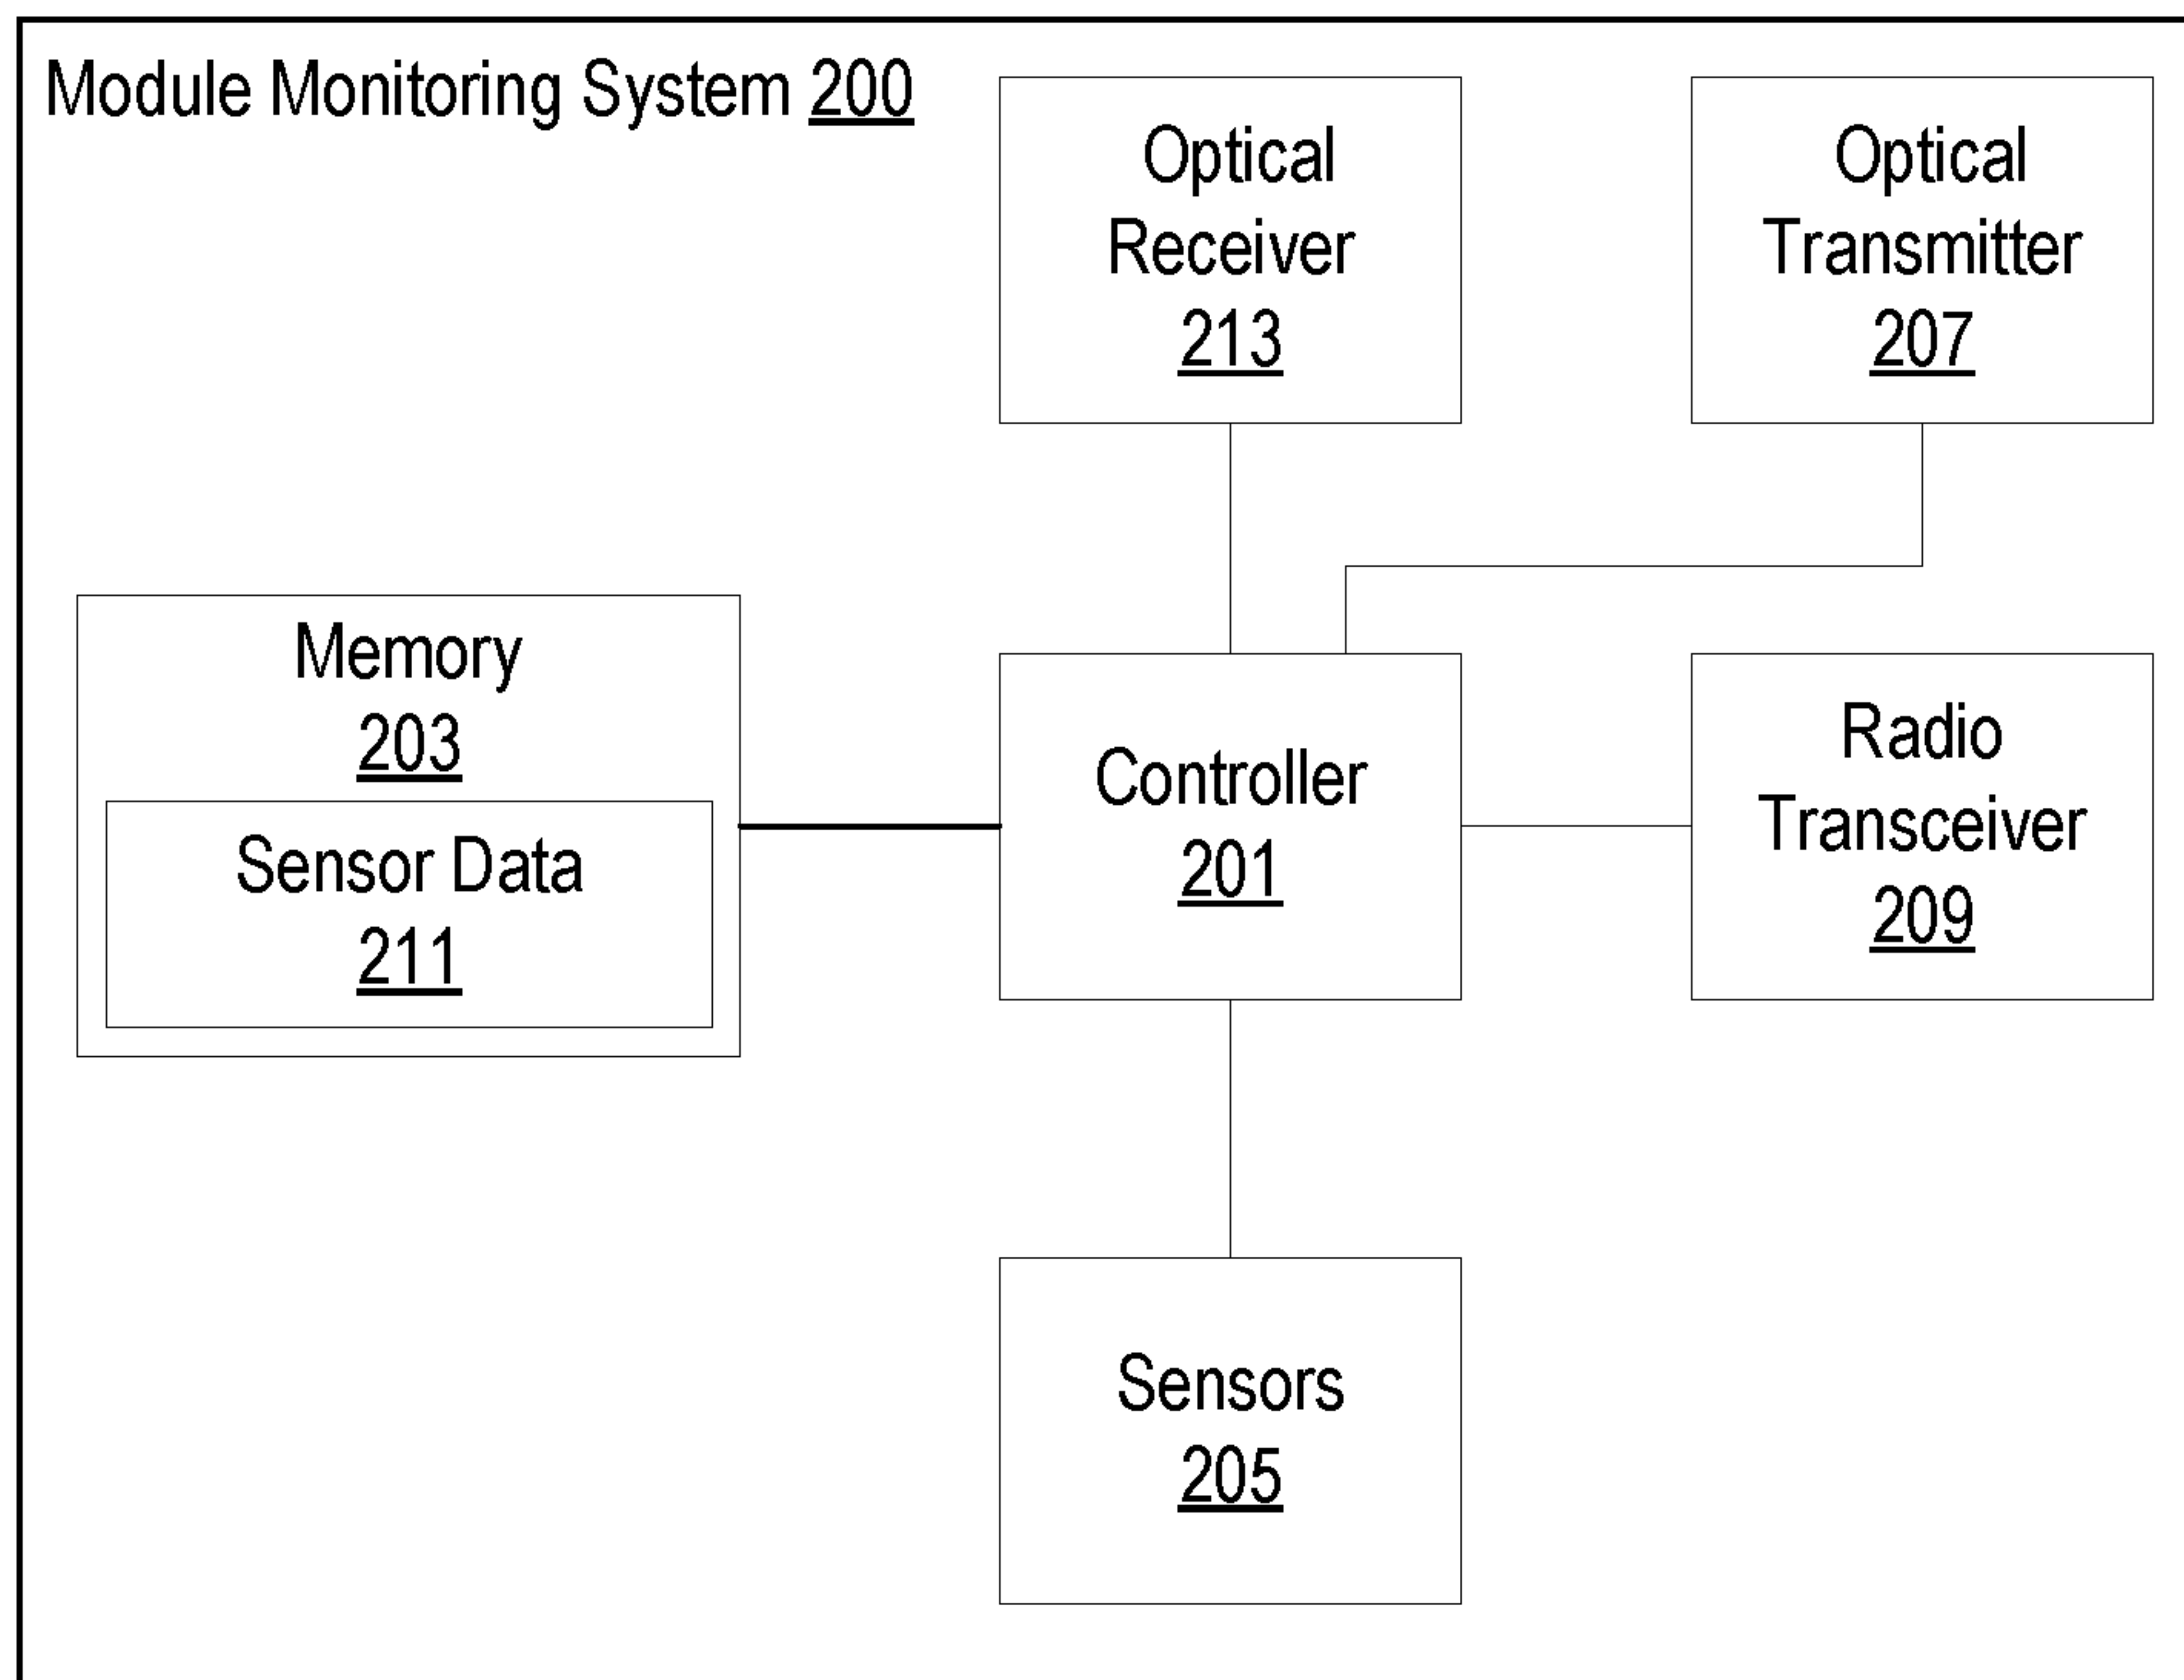 Module Monitoring System 200
Optical
Receiver
213
Optical
Transmitter
207
Memory
203
Sensor Data
211
Controller
201
Radio
Transceiver
209
Sensors
205